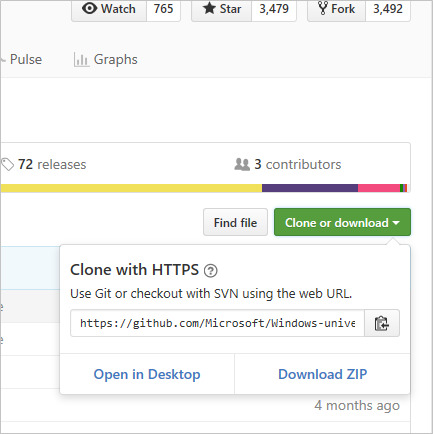 Watch 765 Star 3,479 Fork 3,492
Pulse Graphs
72 releases 3 contributors
Find file Clone or download
Clone with HTTPS ?
Use Git or checkout with SVN using the web URL.
https://github.com/Microsoft/Windows-unive
Open in Desktop Download ZIP
4 months ago